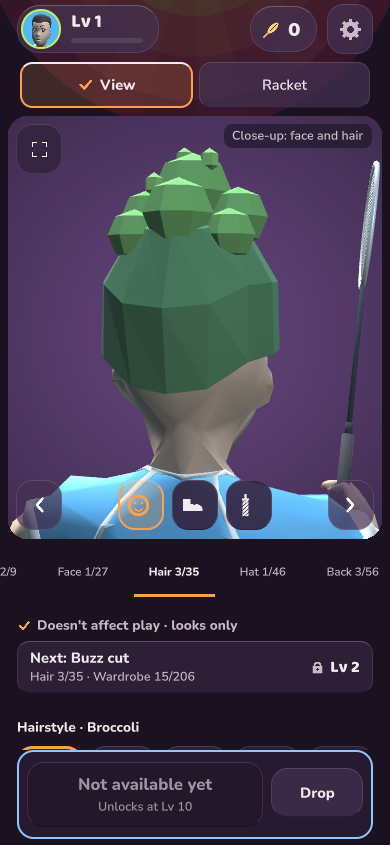 Lv 1
0
View
Racket
Close-up: face and hair
2/9
Face 1/27
Hair 3/35
Hat 1/46
Back 3/56
Doesn't affect play · looks only
Next: Buzz cut
Hair 3/35 · Wardrobe 15/206
Lv 2
Hairstyle · Broccoli
Not available yet
Unlocks at Lv 10
Drop